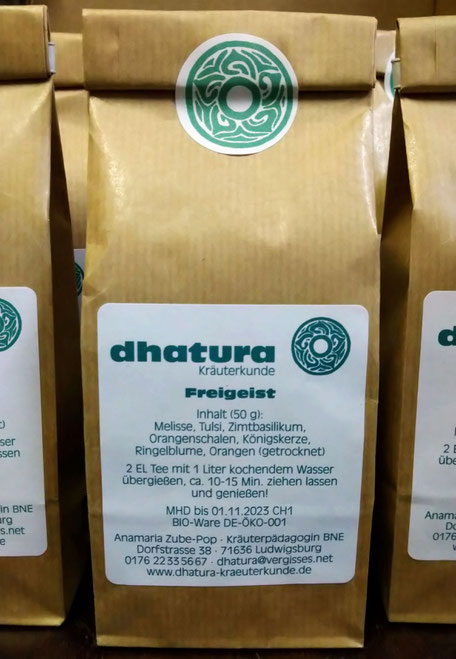 dhatura
Kräuterkunde
Freigeist
Inhalt (50 g):
Melisse, Tulsi, Zimtbasilikum,
Orangenschalen, Königskerze,
Ringelblume, Orangen (getrocknet)
2 EL Tee mit 1 Liter kochendem Wasser
übergießen, ca. 10-15 Min. ziehen lassen
und genießen!
MHD bis 01.11.2023 CH1
BIO-Ware DE-ÖKO-001
Anamaria Zube-Pop · Kräuterpädagogin BNE
Dorfstrasse 38 · 71636 Ludwigsburg
0176 22335667 · dhatura@vergisses.net
www.dhatura-kraeuterkunde.de